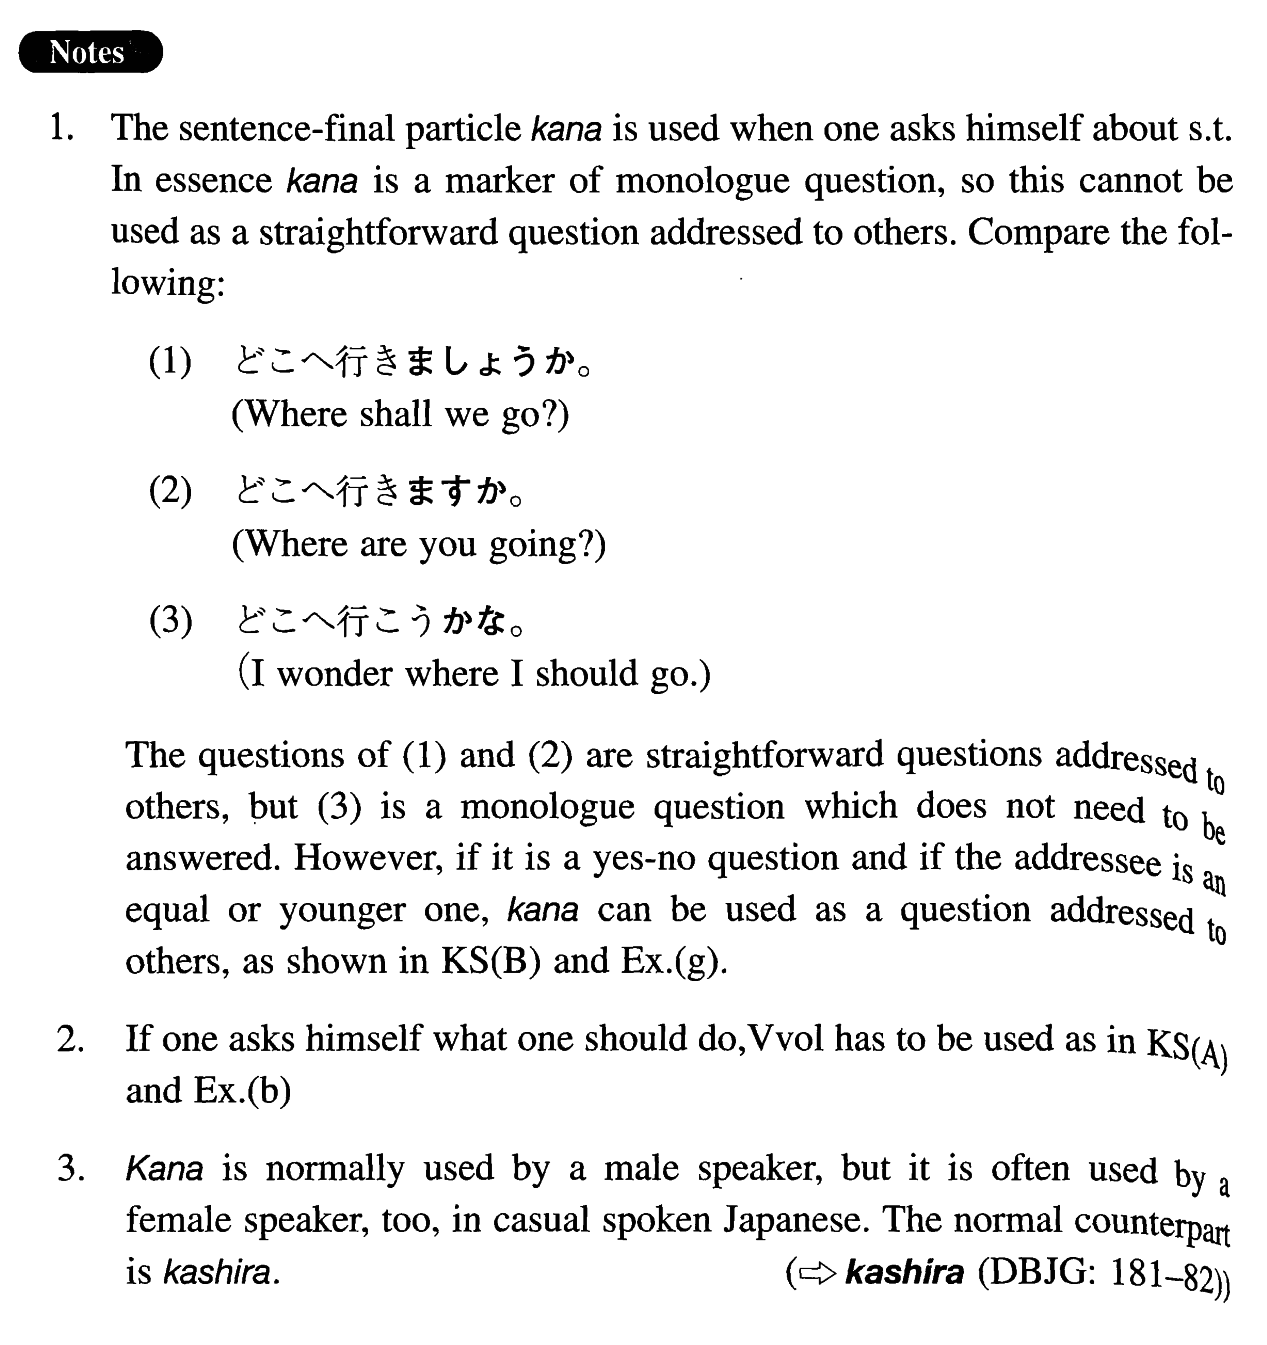 Notes
1. The sentence-final particle kana is used when one asks himself about s.t.
In essence kana is a marker of monologue question, so this cannot be
used as a straightforward question addressed to others. Compare the fol-
lowing:
(1) どこへ行きましょうか。
(Where shall we go?)
(2) どこへ行きますか。
(Where are you going?)
(3) どこへ行こうかな。
(I wonder where I should go.)
The questions of (1) and (2) are straightforward questions addressed to
others, but (3) is a monologue question which does not need to be
answered. However, if it is a yes-no question and if the addressee is an
equal or younger one, kana can be used as a question addressed to
others, as shown in KS(B) and Ex.(g).
2. If one asks himself what one should do,Vvol has to be used as in KS(A)
and Ex.(b)
3. Kana is normally used by a male speaker, but it is often used by a
female speaker, too, in casual spoken Japanese. The normal counterpart
is kashira. (⇨ kashira (DBJG: 181–82))